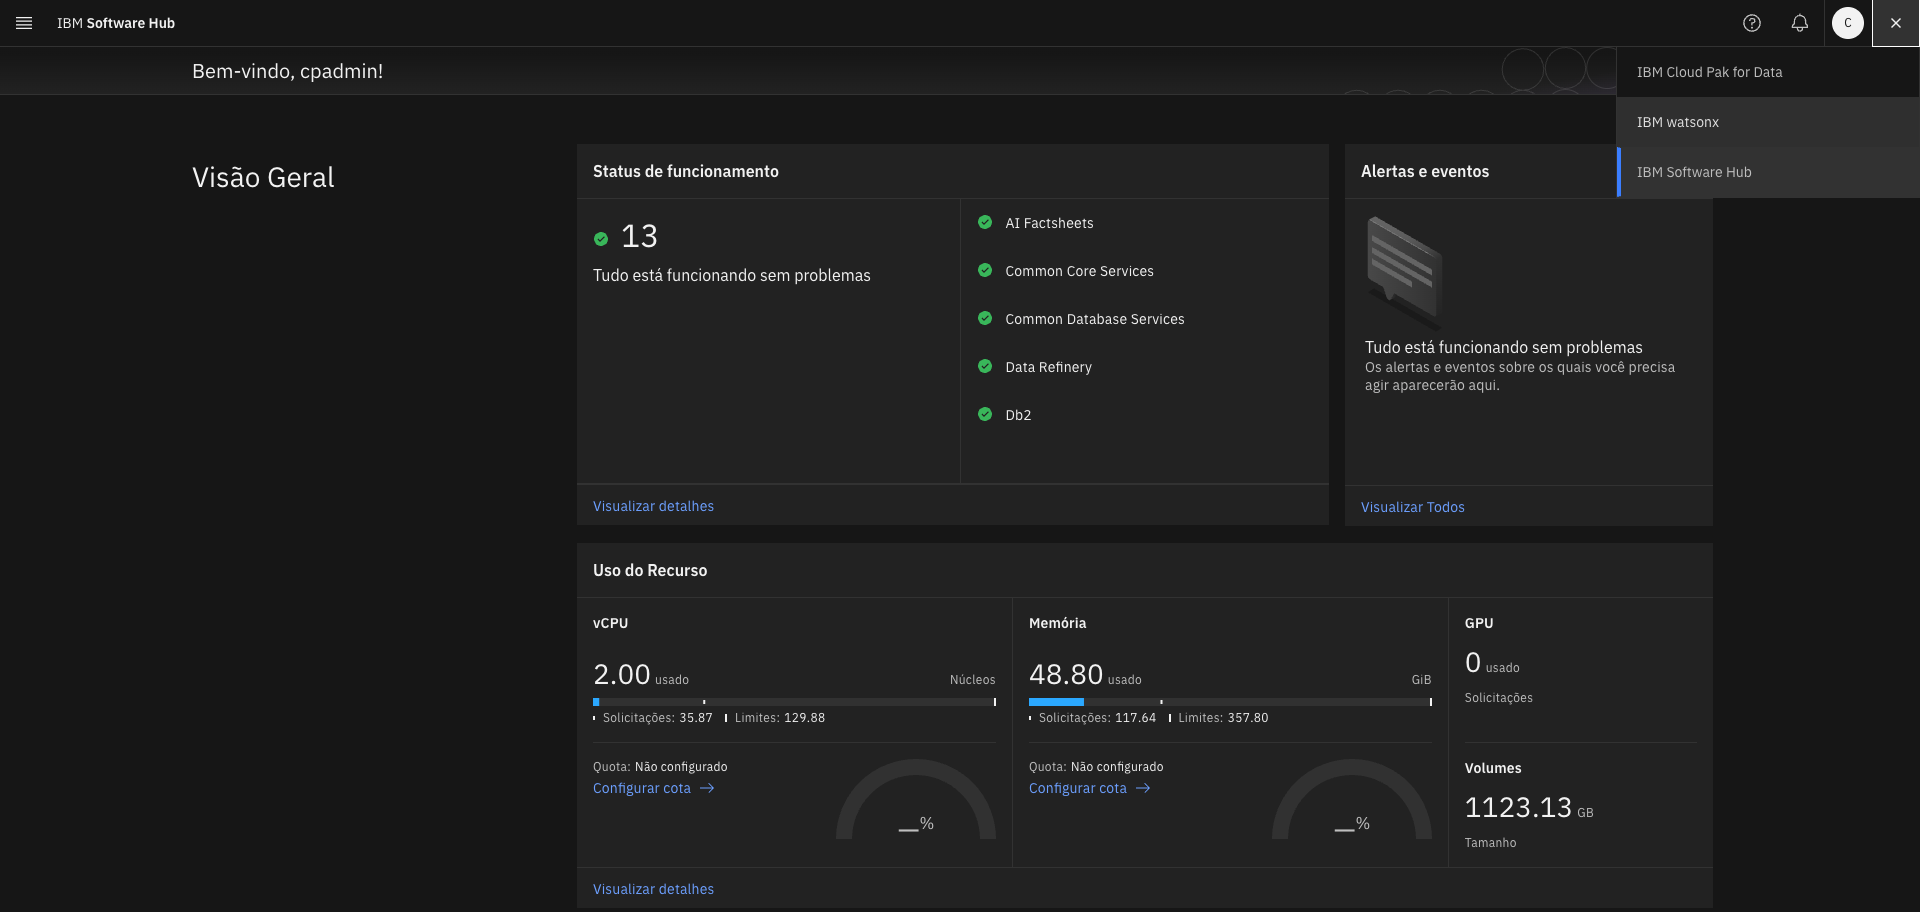 IBM Software Hub
C
Bem-vindo, cpadmin!
IBM Cloud Pak for Data
IBM watsonx
IBM Software Hub
Visão Geral
Status de funcionamento
13
Tudo está funcionando sem problemas
AI Factsheets
Common Core Services
Common Database Services
Data Refinery
Db2
Visualizar detalhes
Alertas e eventos
Tudo está funcionando sem problemas
Os alertas e eventos sobre os quais você precisa
agir aparecerão aqui.
Visualizar Todos
Uso do Recurso
vCPU
2.00 usado Núcleos
Solicitações: 35.87 Limites: 129.88
Quota: Não configurado
Configurar cota →
__%
Memória
48.80 usado GiB
Solicitações: 117.64 Limites: 357.80
Quota: Não configurado
Configurar cota →
__%
GPU
0 usado
Solicitações
Volumes
1123.13 GB
Tamanho
Visualizar detalhes